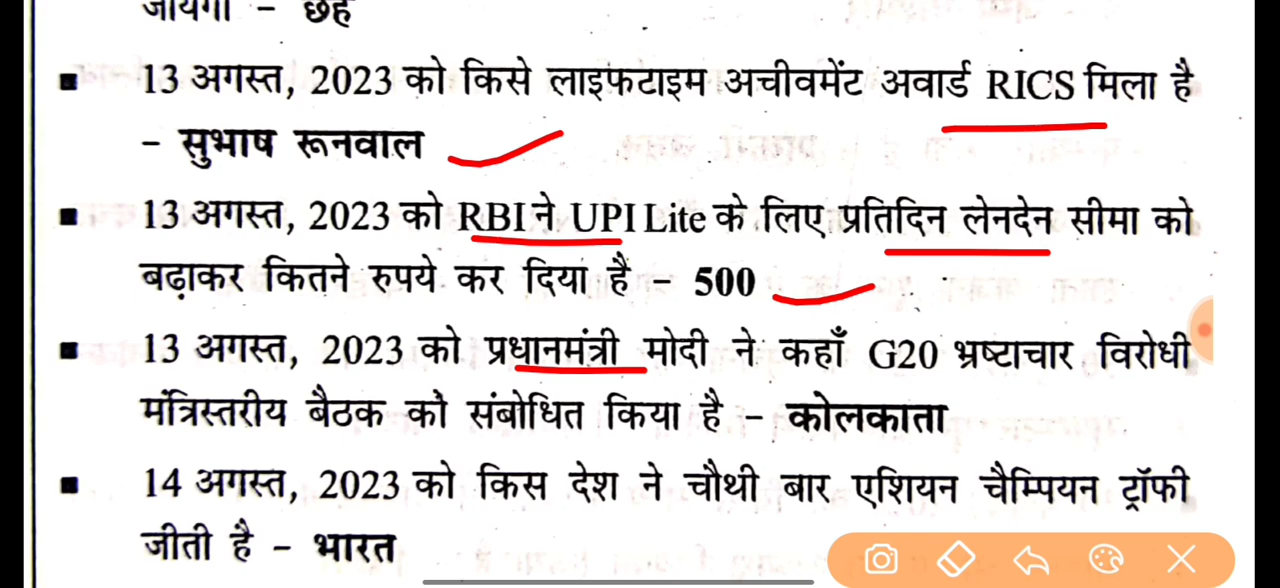 जायेगी - छह
■ 13 अगस्त, 2023 को किसे लाइफटाइम अचीवमेंट अवार्ड RICS मिला है
- सुभाष रूनवाल
■ 13 अगस्त, 2023 को RBI ने UPI Lite के लिए प्रतिदिन लेनदेन सीमा को
बढ़ाकर कितने रुपये कर दिया है - 500
■ 13 अगस्त, 2023 को प्रधानमंत्री मोदी ने कहाँ G20 भ्रष्टाचार विरोधी
मंत्रिस्तरीय बैठक को संबोधित किया है - कोलकाता
■ 14 अगस्त, 2023 को किस देश ने चौथी बार एशियन चैम्पियन ट्रॉफी
जीती है - भारत